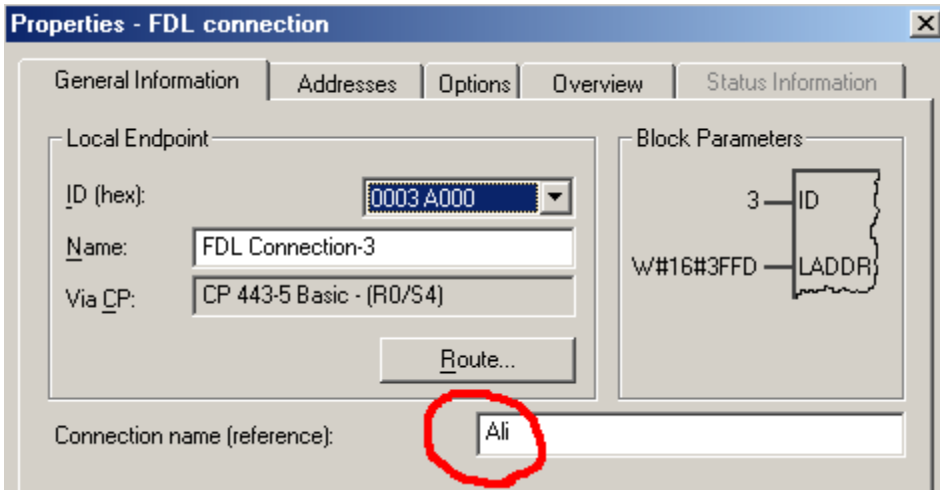 Properties - FDL connection
General Information Addresses Options Overview Status Information
Local Endpoint
ID (hex): 0003 A000
Name: FDL Connection-3
Via CP: CP 443-5 Basic - (R0/S4)
Route...
Block Parameters
3 ID
W#16#3FFD LADDR
Connection name (reference): Ali